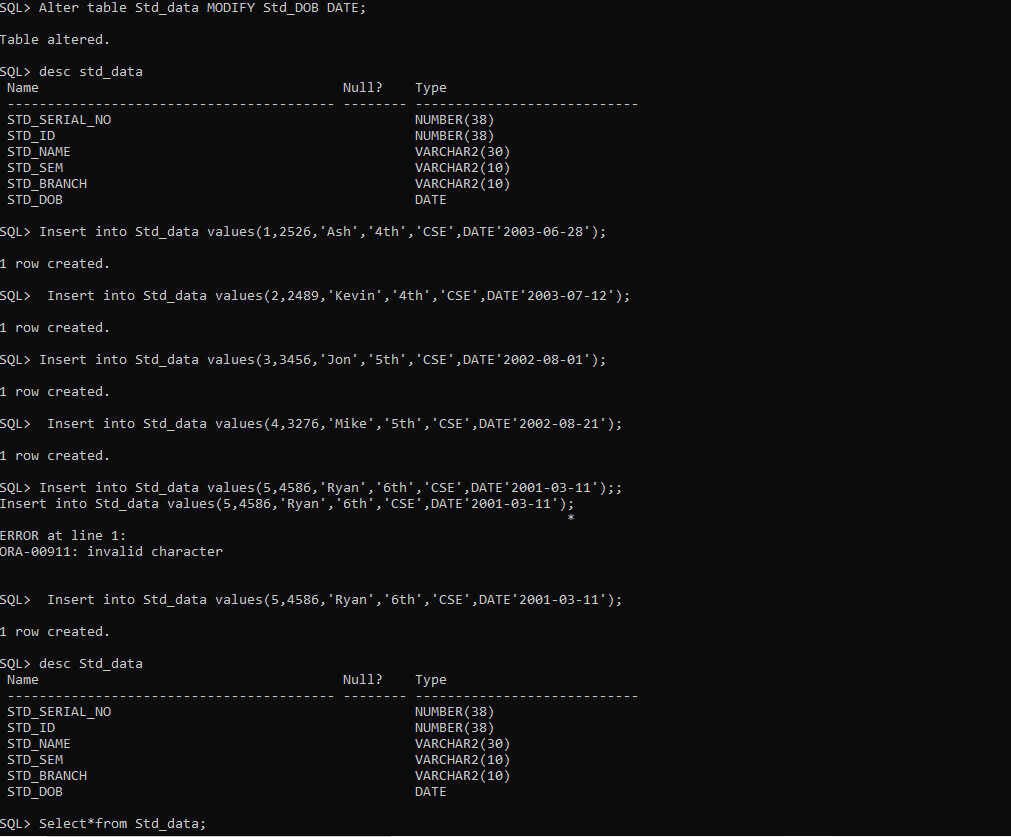 SQL> Alter table Std_data MODIFY Std_DOB DATE;
Table altered.
SQL> desc std_data
Name Null? Type
----------------------------------------- -------- ----------------------------
STD_SERIAL_NO NUMBER(38)
STD_ID NUMBER(38)
STD_NAME VARCHAR2(30)
STD_SEM VARCHAR2(10)
STD_BRANCH VARCHAR2(10)
STD_DOB DATE
SQL> Insert into Std_data values(1,2526,'Ash','4th','CSE',DATE'2003-06-28');
1 row created.
SQL>  Insert into Std_data values(2,2489,'Kevin','4th','CSE',DATE'2003-07-12');
1 row created.
SQL> Insert into Std_data values(3,3456,'Jon','5th','CSE',DATE'2002-08-01');
1 row created.
SQL>  Insert into Std_data values(4,3276,'Mike','5th','CSE',DATE'2002-08-21');
1 row created.
SQL> Insert into Std_data values(5,4586,'Ryan','6th','CSE',DATE'2001-03-11');;
Insert into Std_data values(5,4586,'Ryan','6th','CSE',DATE'2001-03-11');
*
ERROR at line 1:
ORA-00911: invalid character
SQL>  Insert into Std_data values(5,4586,'Ryan','6th','CSE',DATE'2001-03-11');
1 row created.
SQL> desc Std_data
Name Null? Type
----------------------------------------- -------- ----------------------------
STD_SERIAL_NO NUMBER(38)
STD_ID NUMBER(38)
STD_NAME VARCHAR2(30)
STD_SEM VARCHAR2(10)
STD_BRANCH VARCHAR2(10)
STD_DOB DATE
SQL> Select*from Std_data;